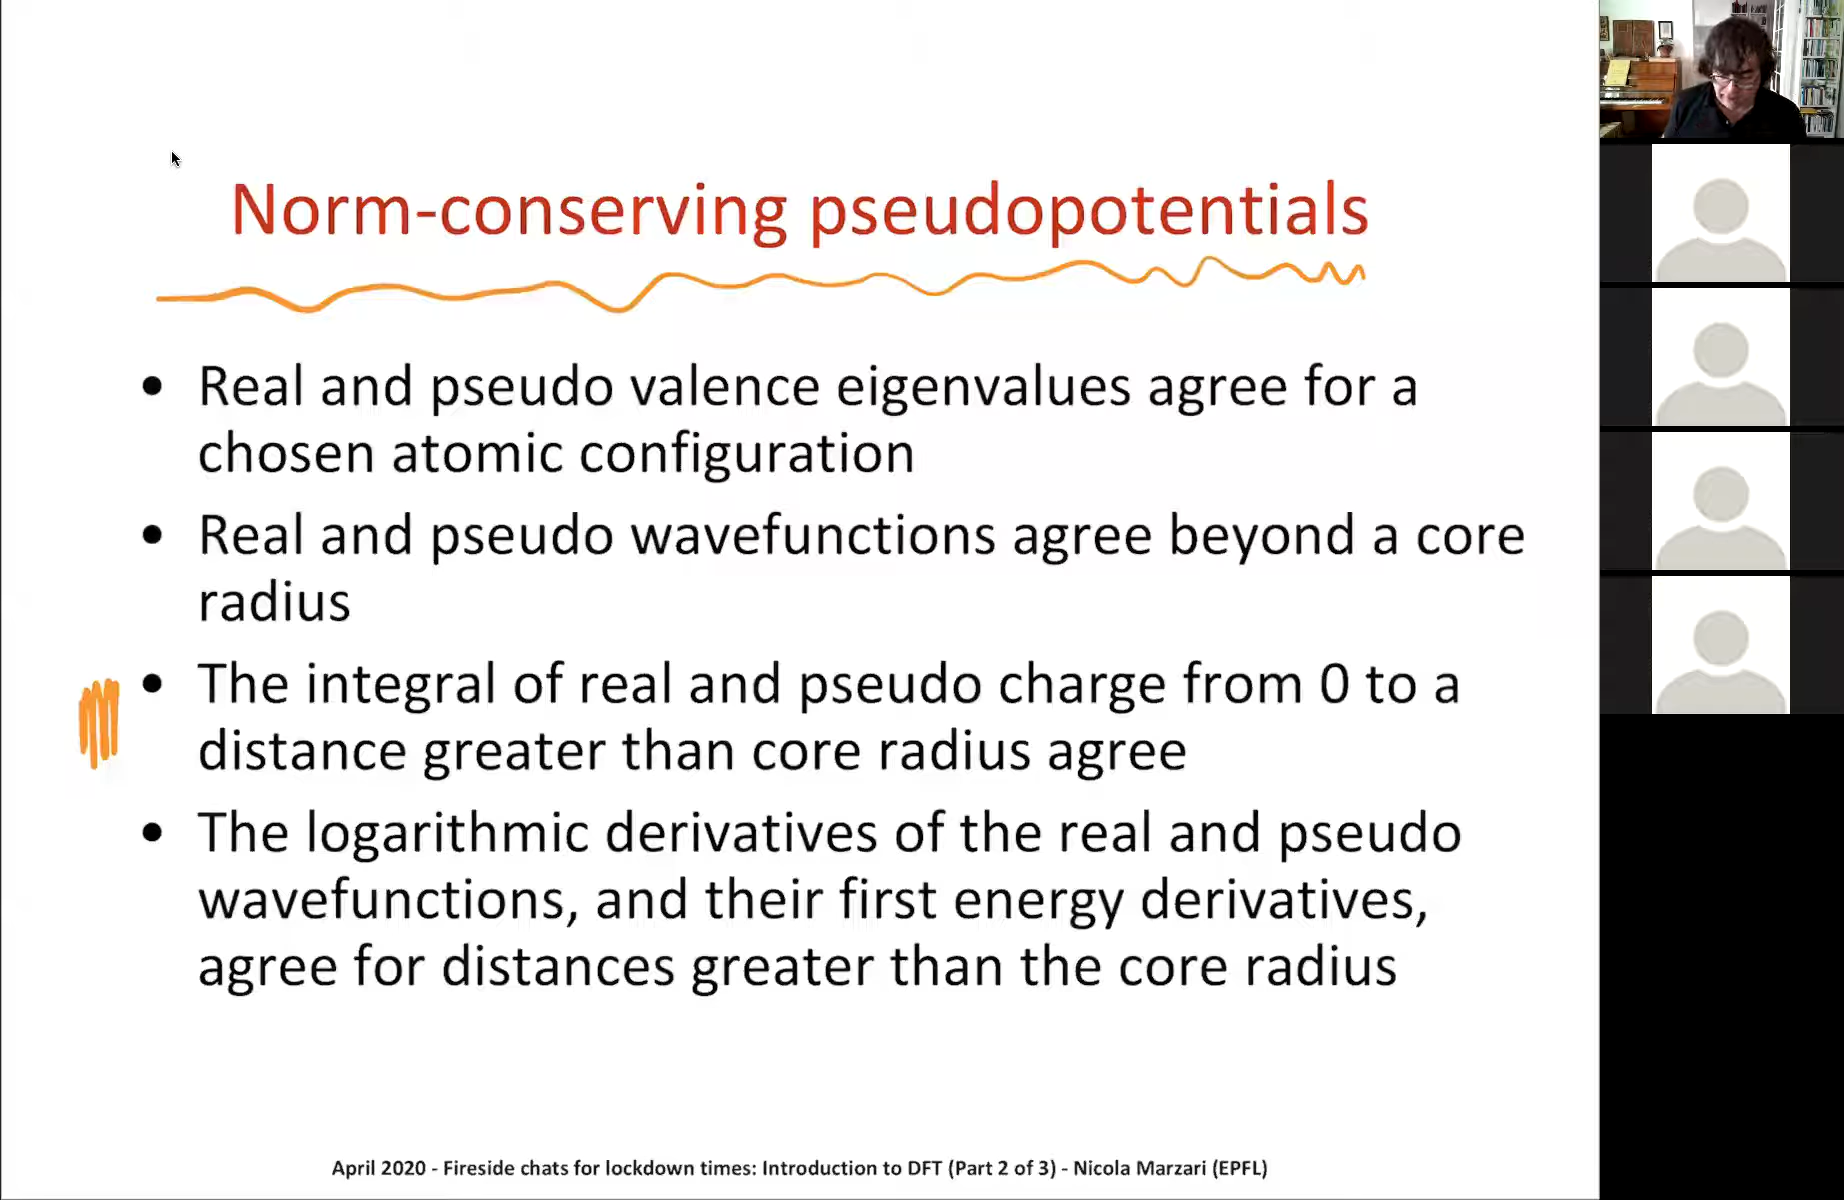 Norm-conserving pseudopotentials
• Real and pseudo valence eigenvalues agree for a
chosen atomic configuration
• Real and pseudo wavefunctions agree beyond a core
radius
• The integral of real and pseudo charge from 0 to a
distance greater than core radius agree
• The logarithmic derivatives of the real and pseudo
wavefunctions, and their first energy derivatives,
agree for distances greater than the core radius
April 2020 - Fireside chats for lockdown times: Introduction to DFT (Part 2 of 3) - Nicola Marzari (EPFL)